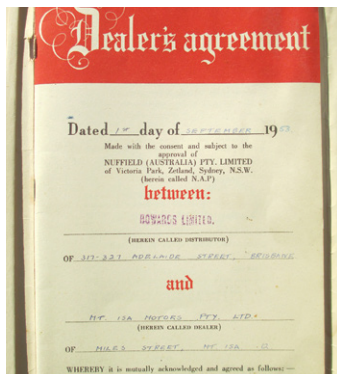 Dealer's agreement
Dated 1st day of SEPTEMBER 1953
Made with the consent and subject to the
approval of
NUFFIELD (AUSTRALIA) PTY. LIMITED
of Victoria Park, Zetland, Sydney, N.S.W.
(herein called N.A.P)
between:
HOWARDS LIMITED.
(HEREIN CALLED DISTRIBUTOR)
OF 317-327 ADELAIDE STREET, BRISBANE
and
MT ISA MOTORS PTY. LTD.
(HEREIN CALLED DEALER)
OF MILES STREET, MT ISA Q
WHEREBY it is mutually acknowledged and agreed as follows:—